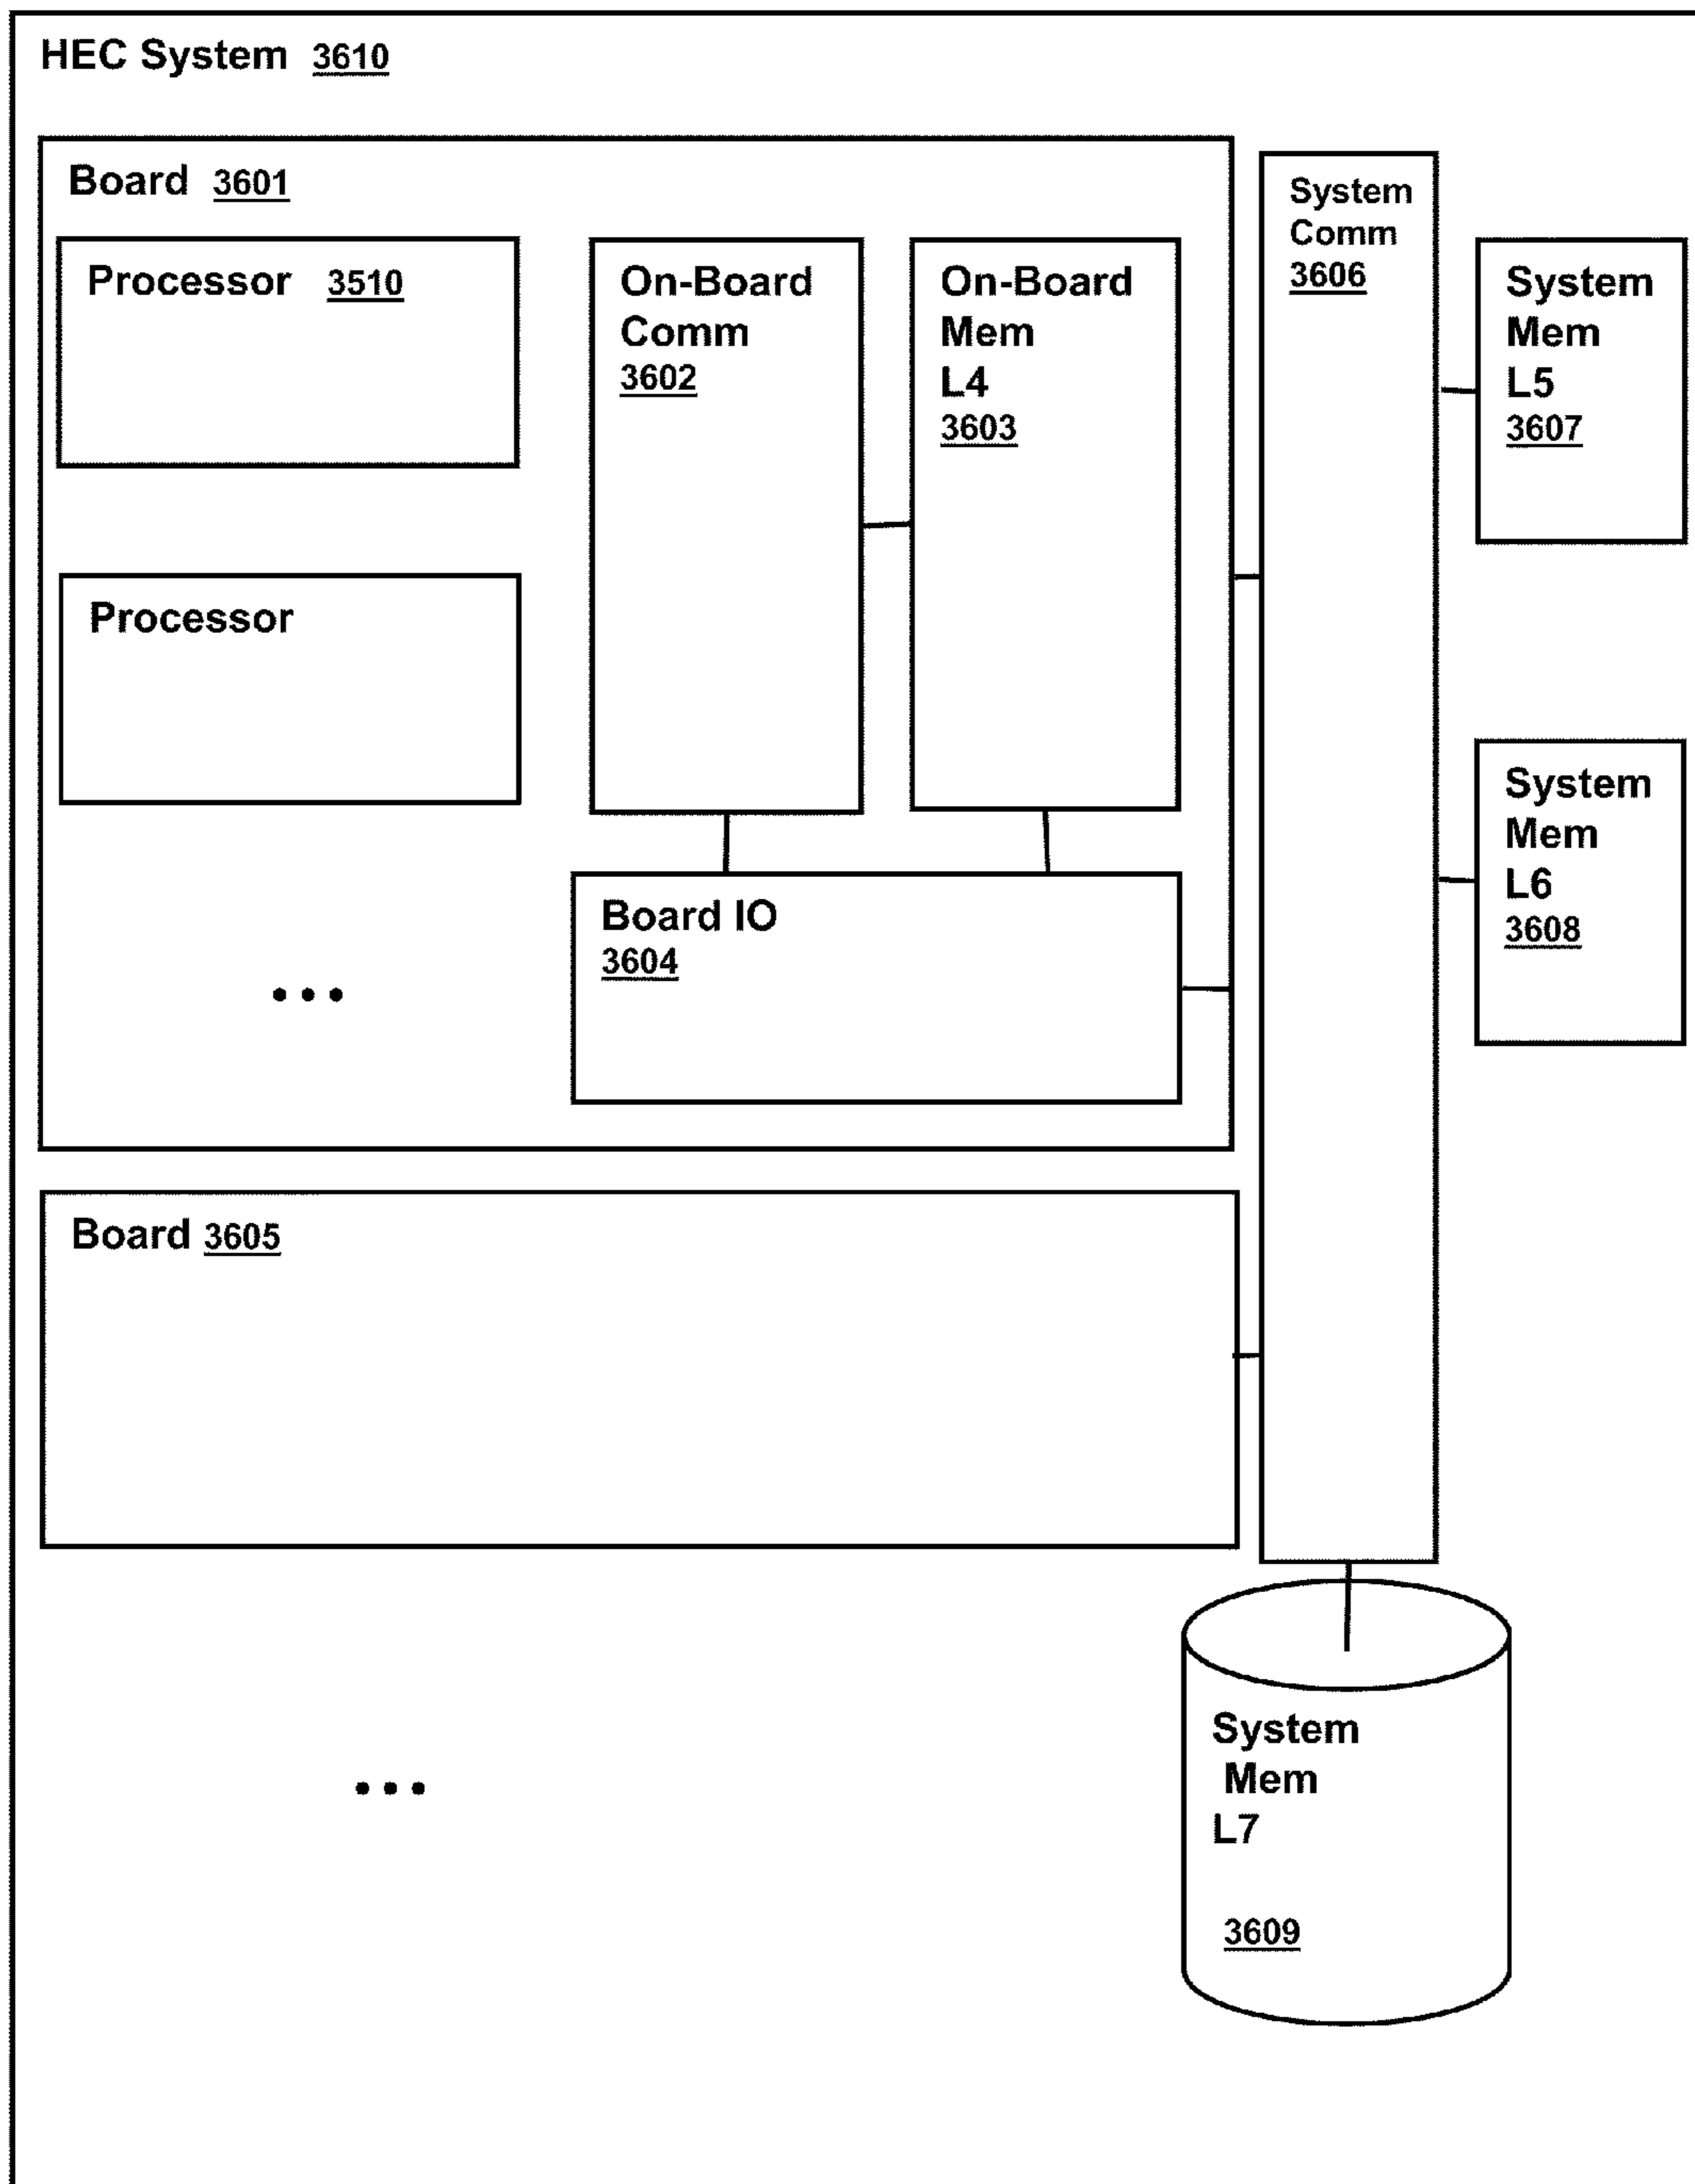 HEC System 3610
Board 3601
Processor 3510
Processor
...
On-Board
Comm
3602
On-Board
Mem
L4
3603
Board IO
3604
System
Comm
3606
System
Mem
L5
3607
System
Mem
L6
3608
Board 3605
...
System
Mem
L7
3609